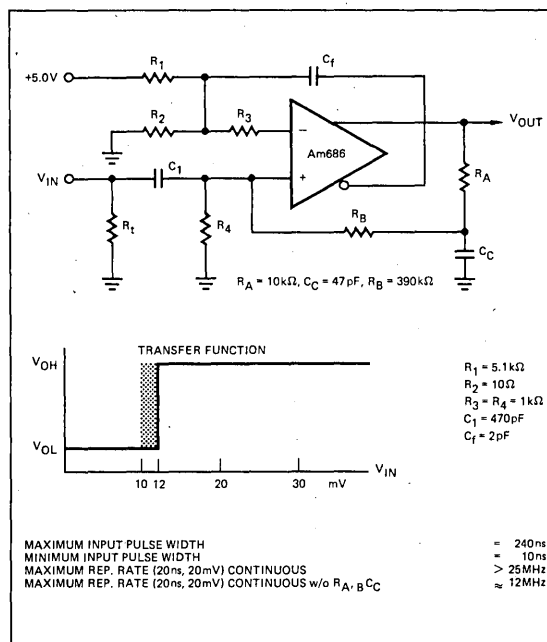 +5.0V
R1
Cf
R2
R3
−
Am686
+
VOUT
VIN
C1
Rt
R4
RB
RA
CC
RA = 10kΩ, CC = 47pF, RB = 390kΩ
TRANSFER FUNCTION
VOH
VOL
10 12 20 30 mV
VIN
R1 = 5.1kΩ
R2 = 10Ω
R3 = R4 = 1kΩ
C1 = 470pF
Cf = 2pF
MAXIMUM INPUT PULSE WIDTH = 240ns
MINIMUM INPUT PULSE WIDTH = 10ns
MAXIMUM REP. RATE (20ns, 20mV) CONTINUOUS > 25MHz
MAXIMUM REP. RATE (20ns, 20mV) CONTINUOUS w/o RA, BCC ≈ 12MHz